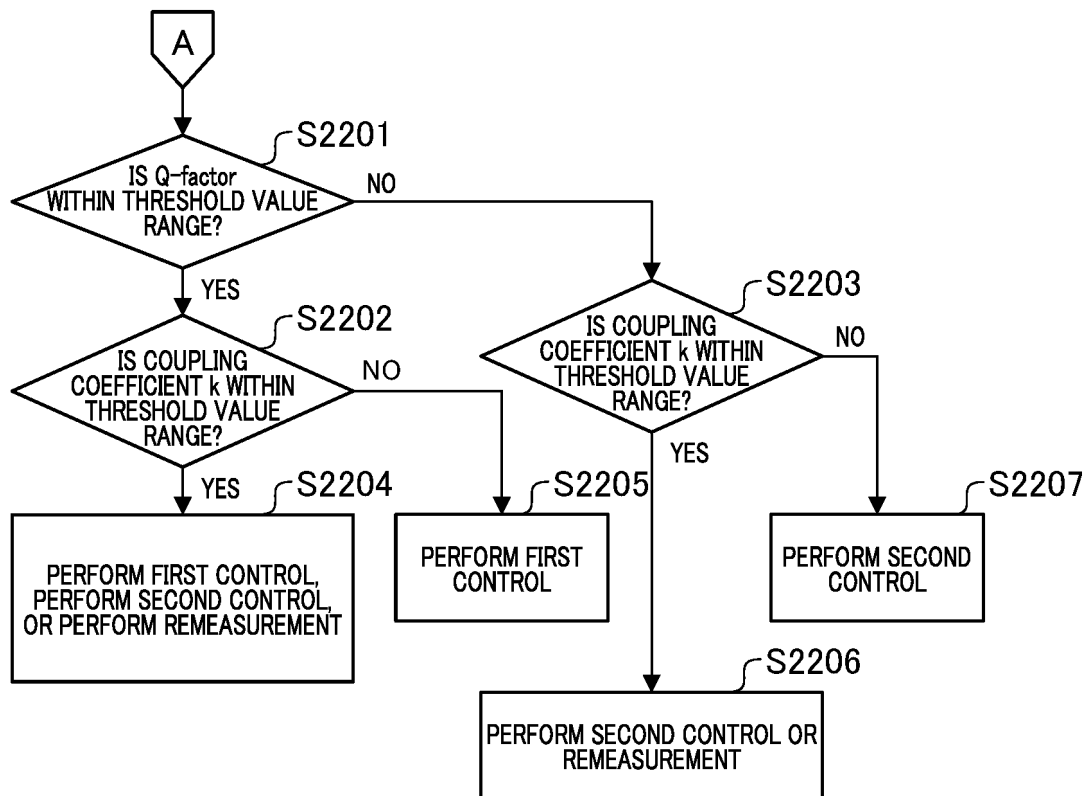 A
S2201
IS Q-factor
WITHIN THRESHOLD VALUE
RANGE?
NO
YES
S2203
IS COUPLING
COEFFICIENT k WITHIN
THRESHOLD VALUE
RANGE?
NO
YES
S2202
IS COUPLING
COEFFICIENT k WITHIN
THRESHOLD VALUE
RANGE?
NO
YES
S2204
PERFORM FIRST CONTROL,
PERFORM SECOND CONTROL,
OR PERFORM REMEASUREMENT
S2205
PERFORM FIRST
CONTROL
S2207
PERFORM SECOND
CONTROL
S2206
PERFORM SECOND CONTROL OR
REMEASUREMENT